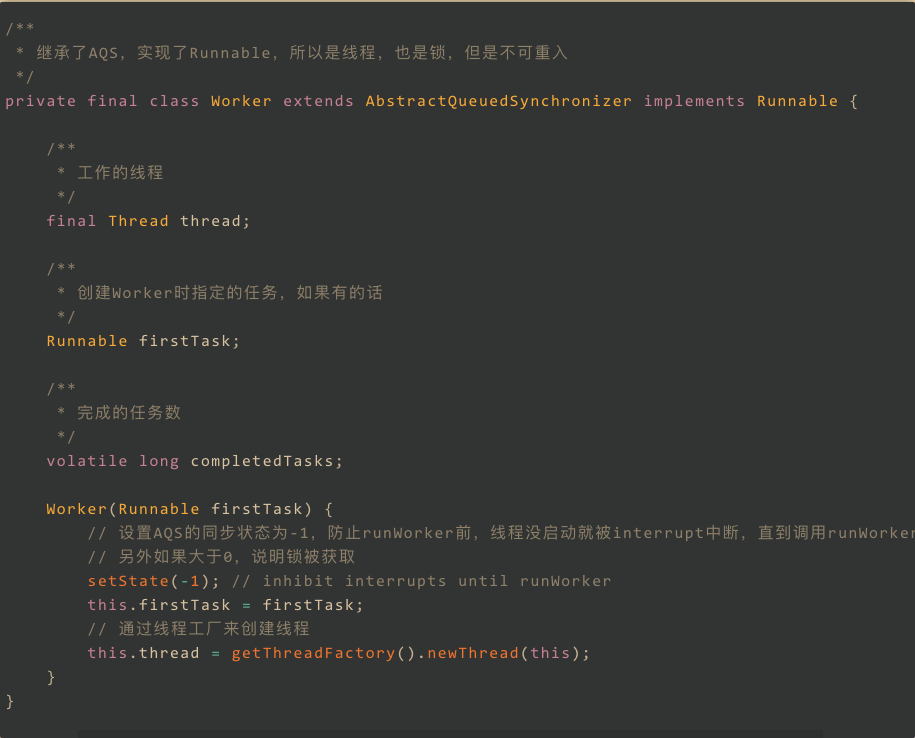 /**
 * 继承了AQS，实现了Runnable，所以是线程，也是锁，但是不可重入
 */
private final class Worker extends AbstractQueuedSynchronizer implements Runnable {
    /**
     * 工作的线程
     */
    final Thread thread;
    /**
     * 创建Worker时指定的任务，如果有的话
     */
    Runnable firstTask;
    /**
     * 完成的任务数
     */
    volatile long completedTasks;
    Worker(Runnable firstTask) {
        // 设置AQS的同步状态为-1，防止runWorker前，线程没启动就被interrupt中断，直到调用runWorker
        // 另外如果大于0，说明锁被获取
        setState(-1); // inhibit interrupts until runWorker
        this.firstTask = firstTask;
        // 通过线程工厂来创建线程
        this.thread = getThreadFactory().newThread(this);
    }
}